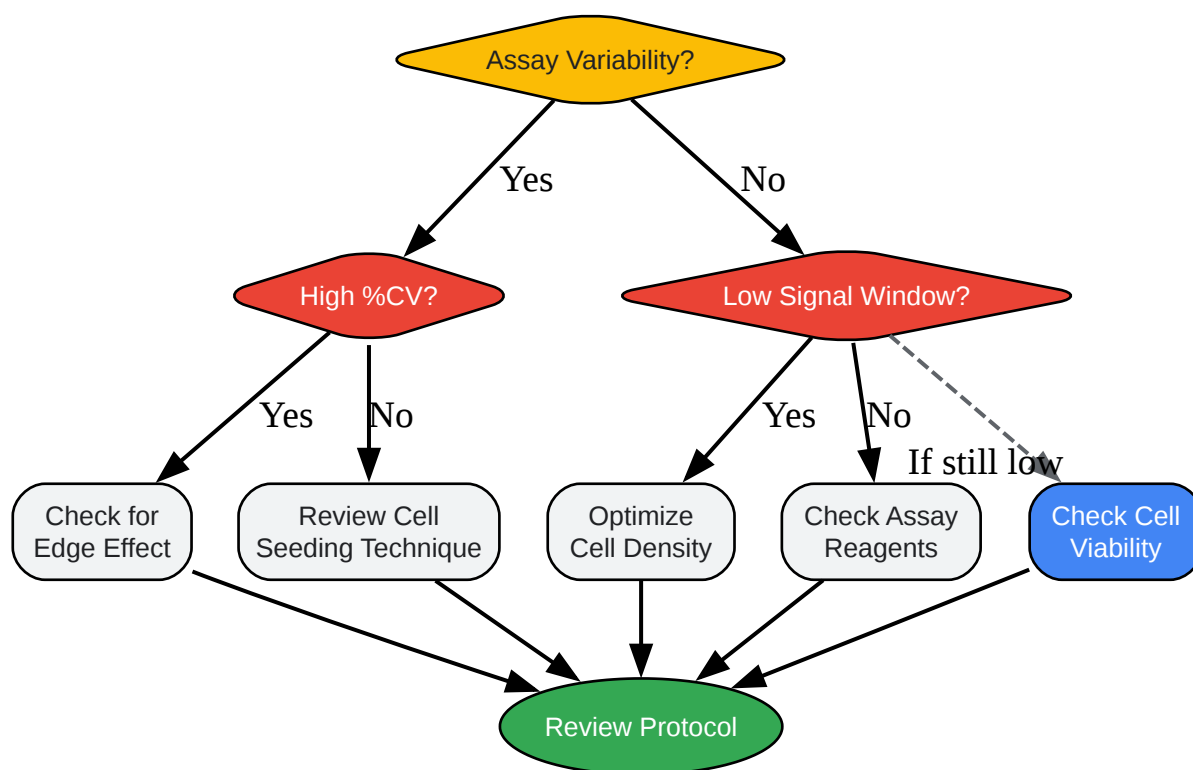 Assay Variability?
Yes
No
High %CV?
Low Signal Window?
Yes
No
Yes
No
If still low
Check for
Edge Effect
Review Cell
Seeding Technique
Optimize
Cell Density
Check Assay
Reagents
Check Cell
Viability
Review Protocol